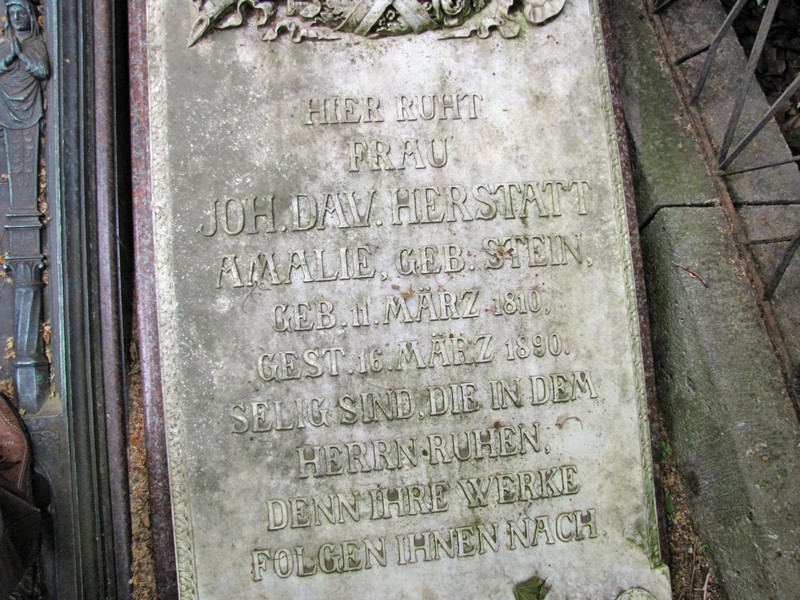 HIER RUHT
FRAU
JOH. DAV. HERSTATT
AMALIE, GEB. STEIN,
GEB. 11. MÄRZ 1810,
GEST. 16. MÄRZ 1890.
SELIG SIND, DIE IN DEM
HERRN RUHEN,
DENN IHRE WERKE
FOLGEN IHNEN NACH